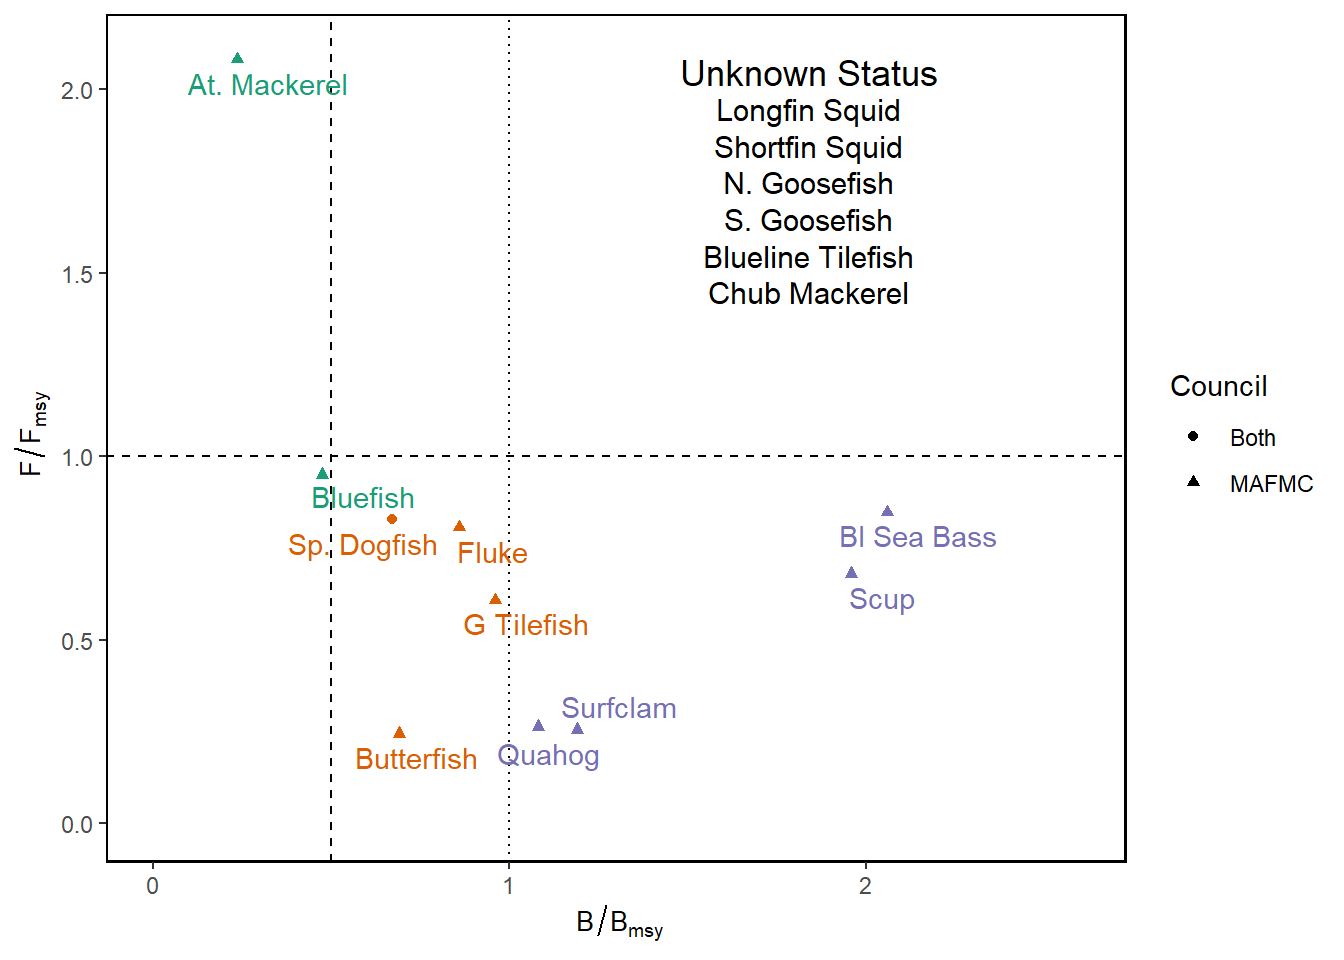 Unknown Status
Longfin Squid
Shortfin Squid
N. Goosefish
S. Goosefish
Blueline Tilefish
Chub Mackerel
At. Mackerel
Bluefish
Sp. Dogfish
Fluke
G Tilefish
Bl Sea Bass
Scup
Surfclam
Quahog
Butterfish
2.0
1.5
1.0
0.5
0.0
F/Fmsy
0 1 2
B/Bmsy
Council
Both
MAFMC